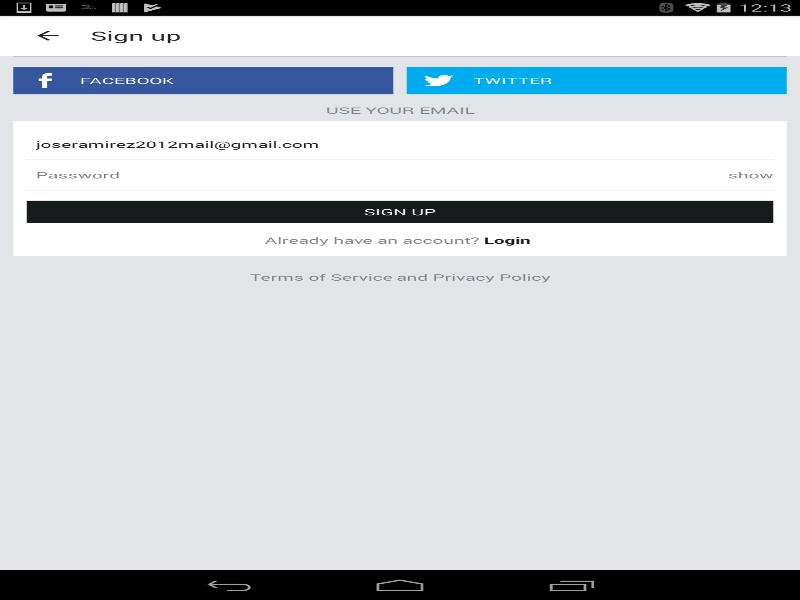 12:13
Sign up
FACEBOOK
TWITTER
USE YOUR EMAIL
joseramirez2012mail@gmail.com
Password show
SIGN UP
Already have an account? Login
Terms of Service and Privacy Policy